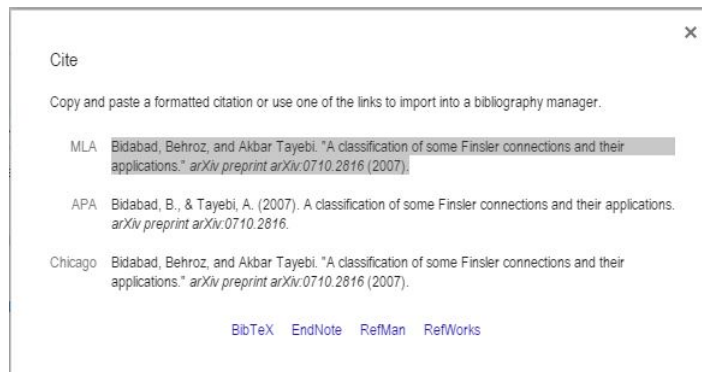 ×
Cite
Copy and paste a formatted citation or use one of the links to import into a bibliography manager.
MLA Bidabad, Behroz, and Akbar Tayebi. "A classification of some Finsler connections and their
applications." arXiv preprint arXiv:0710.2816 (2007).
APA Bidabad, B., & Tayebi, A. (2007). A classification of some Finsler connections and their applications.
arXiv preprint arXiv:0710.2816.
Chicago Bidabad, Behroz, and Akbar Tayebi. "A classification of some Finsler connections and their
applications." arXiv preprint arXiv:0710.2816 (2007).
BibTeX EndNote RefMan RefWorks